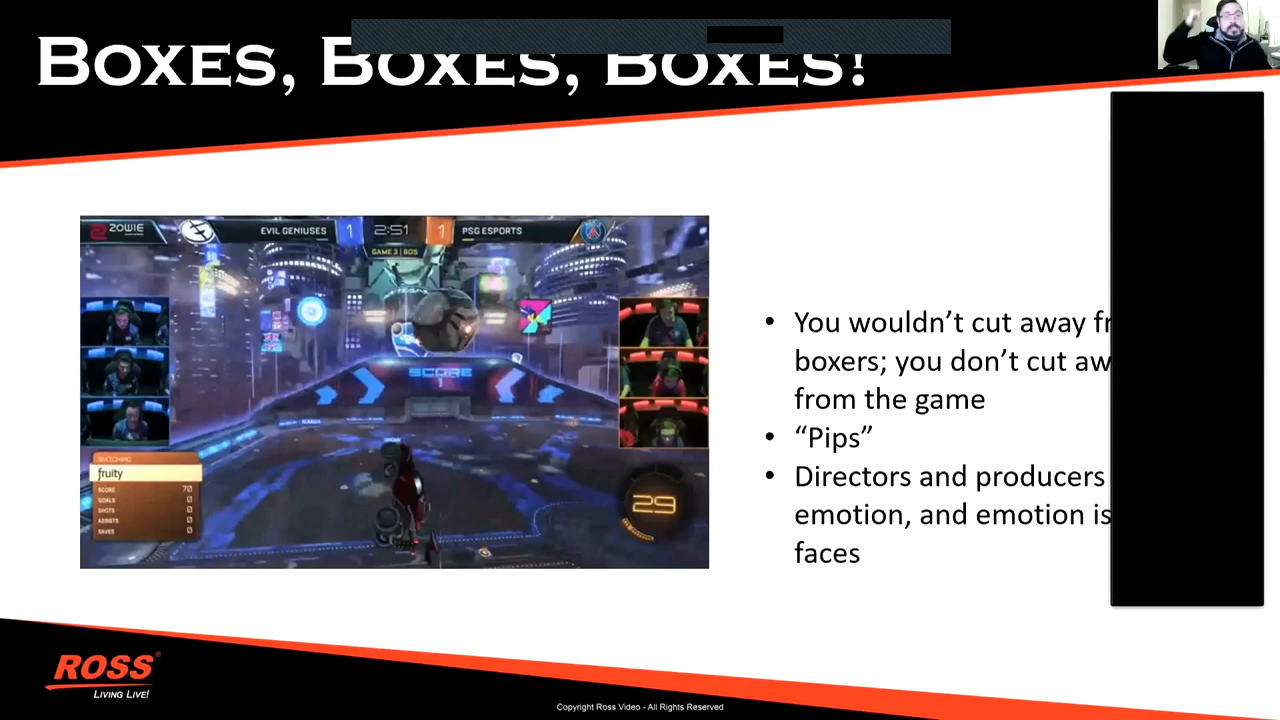 BOXES, BOXES, BOXES!
ZOWIE
EVIL GENIUSES
1
2:51
1
PSG ESPORTS
GAME 3 | BO5
SCORE
1
WATCHING
fruity
SCORE 70
GOALS 0
SHOTS 0
ASSISTS 0
SAVES 0
29
• You wouldn’t cut away
boxers; you don’t cut
from the game
• “Pips”
• Directors and producers
emotion, and emotion is
faces
ROSS®
LIVING LIVE!
Copyright Ross Video - All Rights Reserved